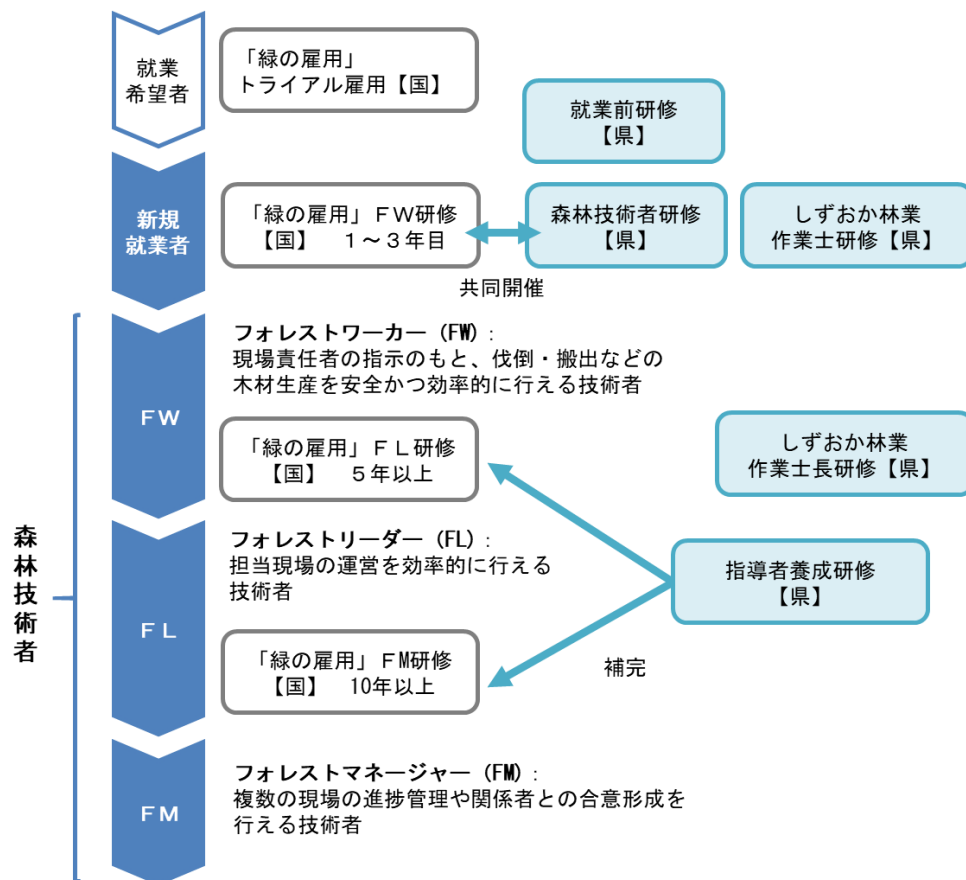 就業
希望者
「緑の雇用」
トライアル雇用【国】
就業前研修
【県】
新規
就業者
「緑の雇用」ＦＷ研修
【国】　１～３年目
森林技術者研修
【県】
しずおか林業
作業士研修【県】
共同開催
フォレストワーカー（FW）:
現場責任者の指示のもと、伐倒・搬出などの
木材生産を安全かつ効率的に行える技術者
ＦＷ
「緑の雇用」ＦＬ研修
【国】　５年以上
しずおか林業
作業士長研修【県】
森林技術者
フォレストリーダー（FL）:
担当現場の運営を効率的に行える
技術者
指導者養成研修
【県】
ＦＬ
「緑の雇用」ＦＭ研修
【国】　10年以上
補完
フォレストマネージャー（FM）:
複数の現場の進捗管理や関係者との合意形成を
行える技術者
ＦＭ